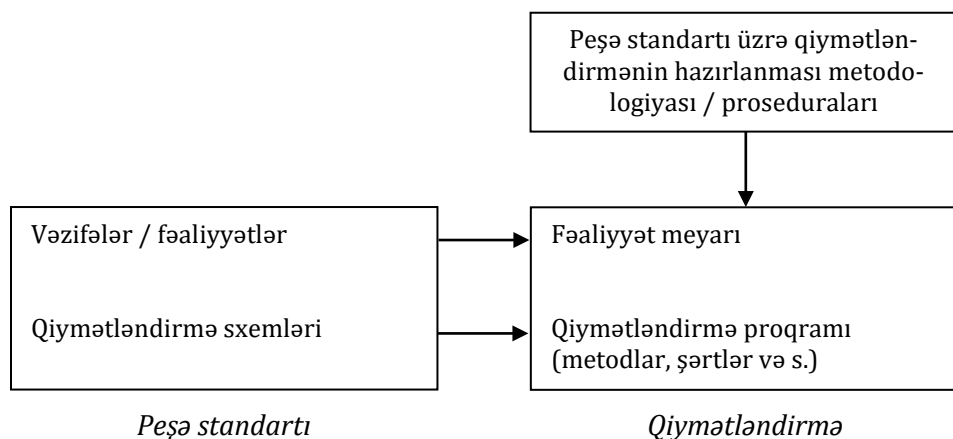 Peşə standartı üzrə qiymətlən-
dirmənin hazırlanması metodo-
logiyası / proseduraları
Vəzifələr / fəaliyyətlər
Fəaliyyət meyarı
Qiymətləndirmə sxemləri
Qiymətləndirmə proqramı
(metodlar, şərtlər və s.)
Peşə standartı
Qiymətləndirmə